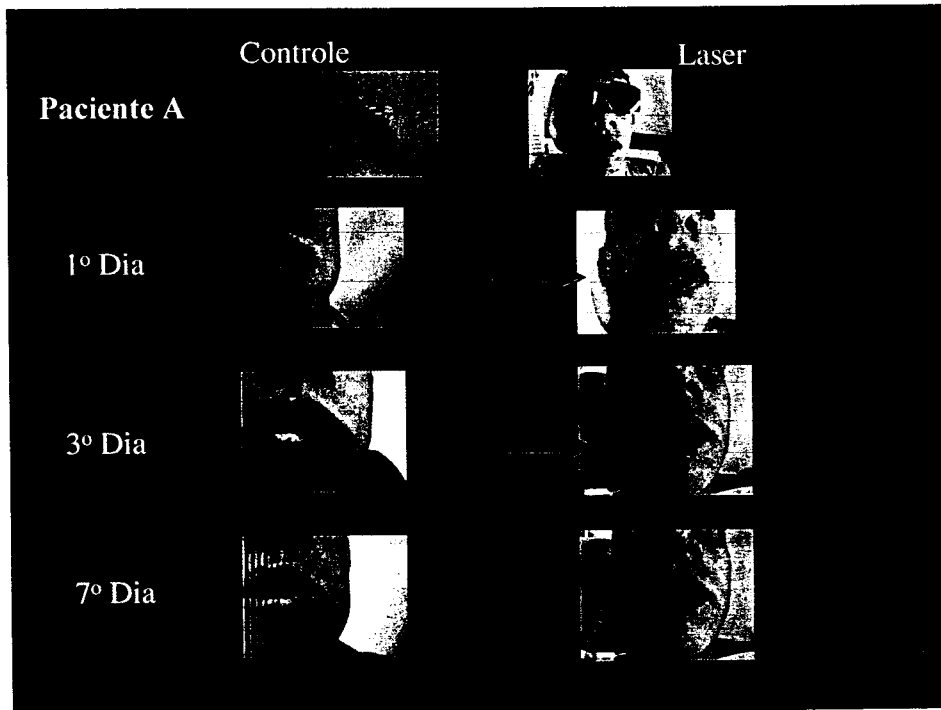 Controle Laser
Paciente A
1º Dia
3º Dia
7º Dia